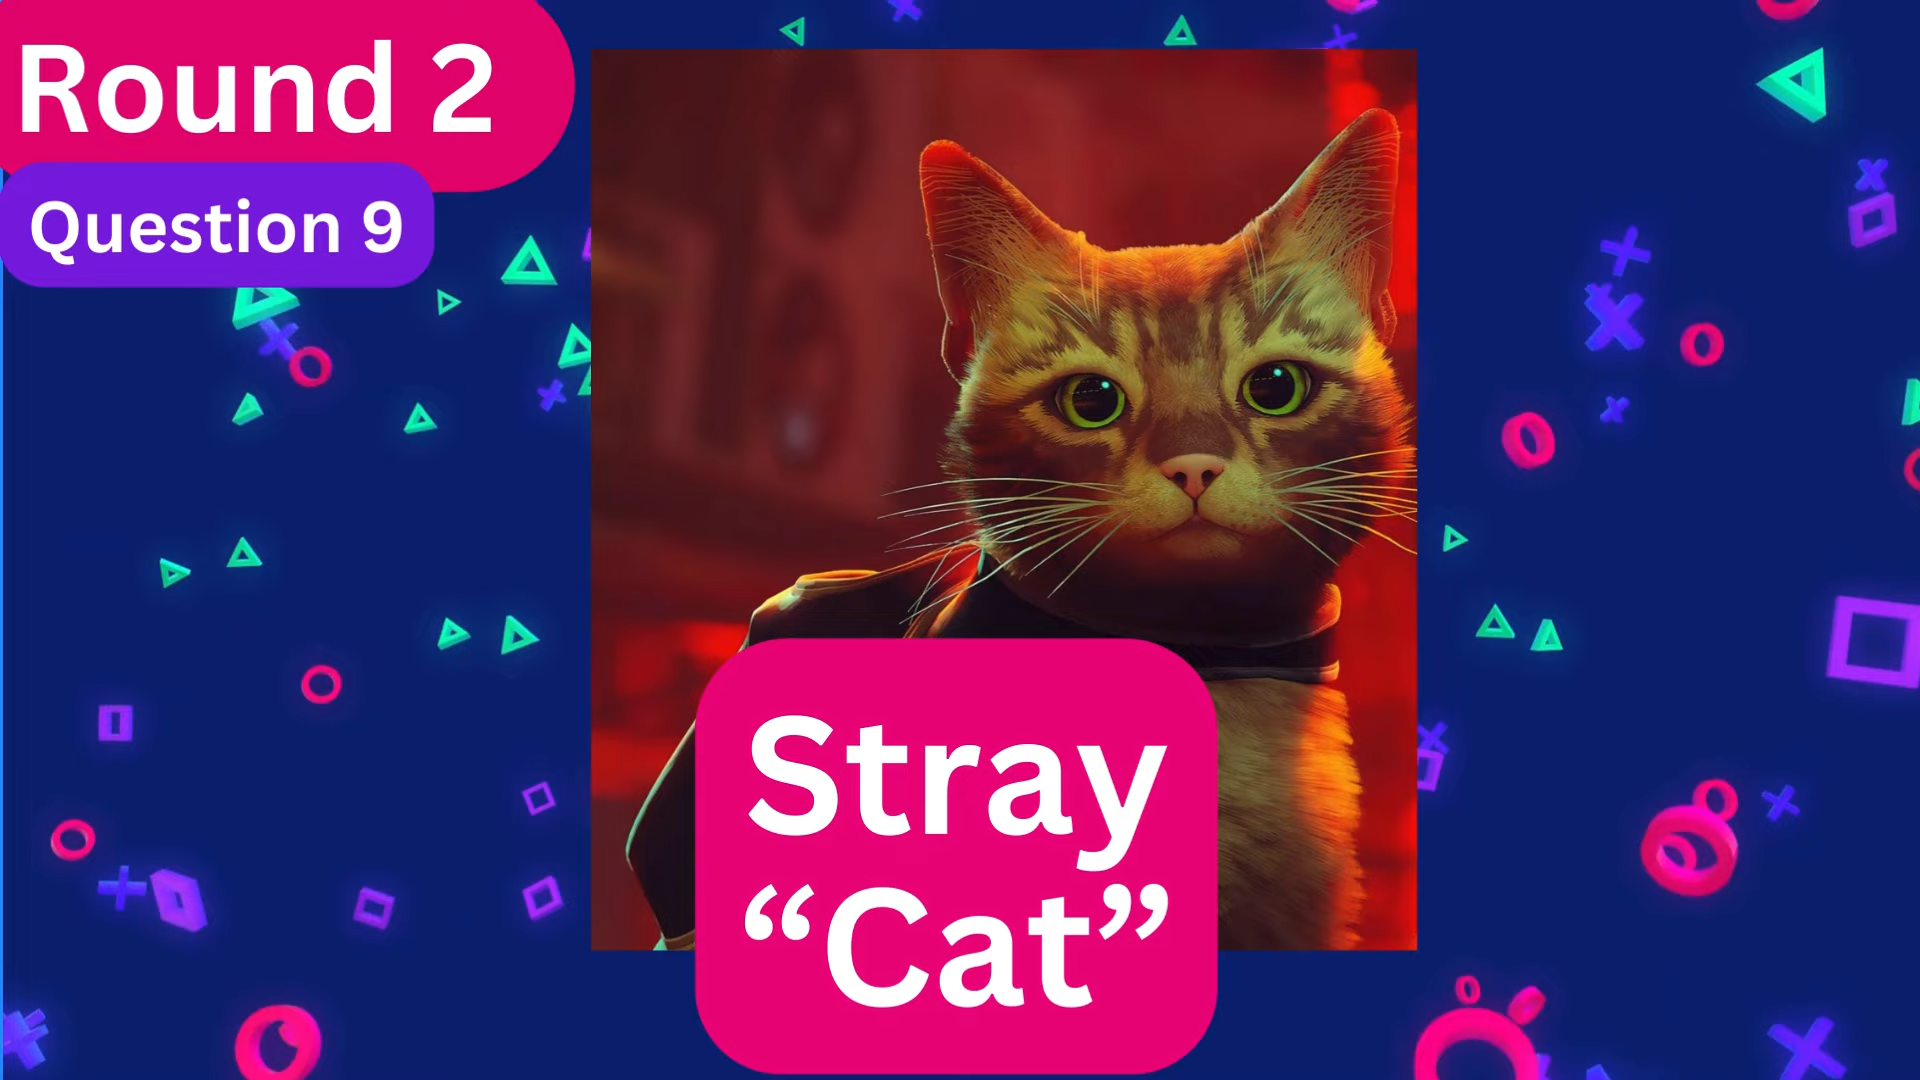 Round 2
Question 9
Stray
“Cat”